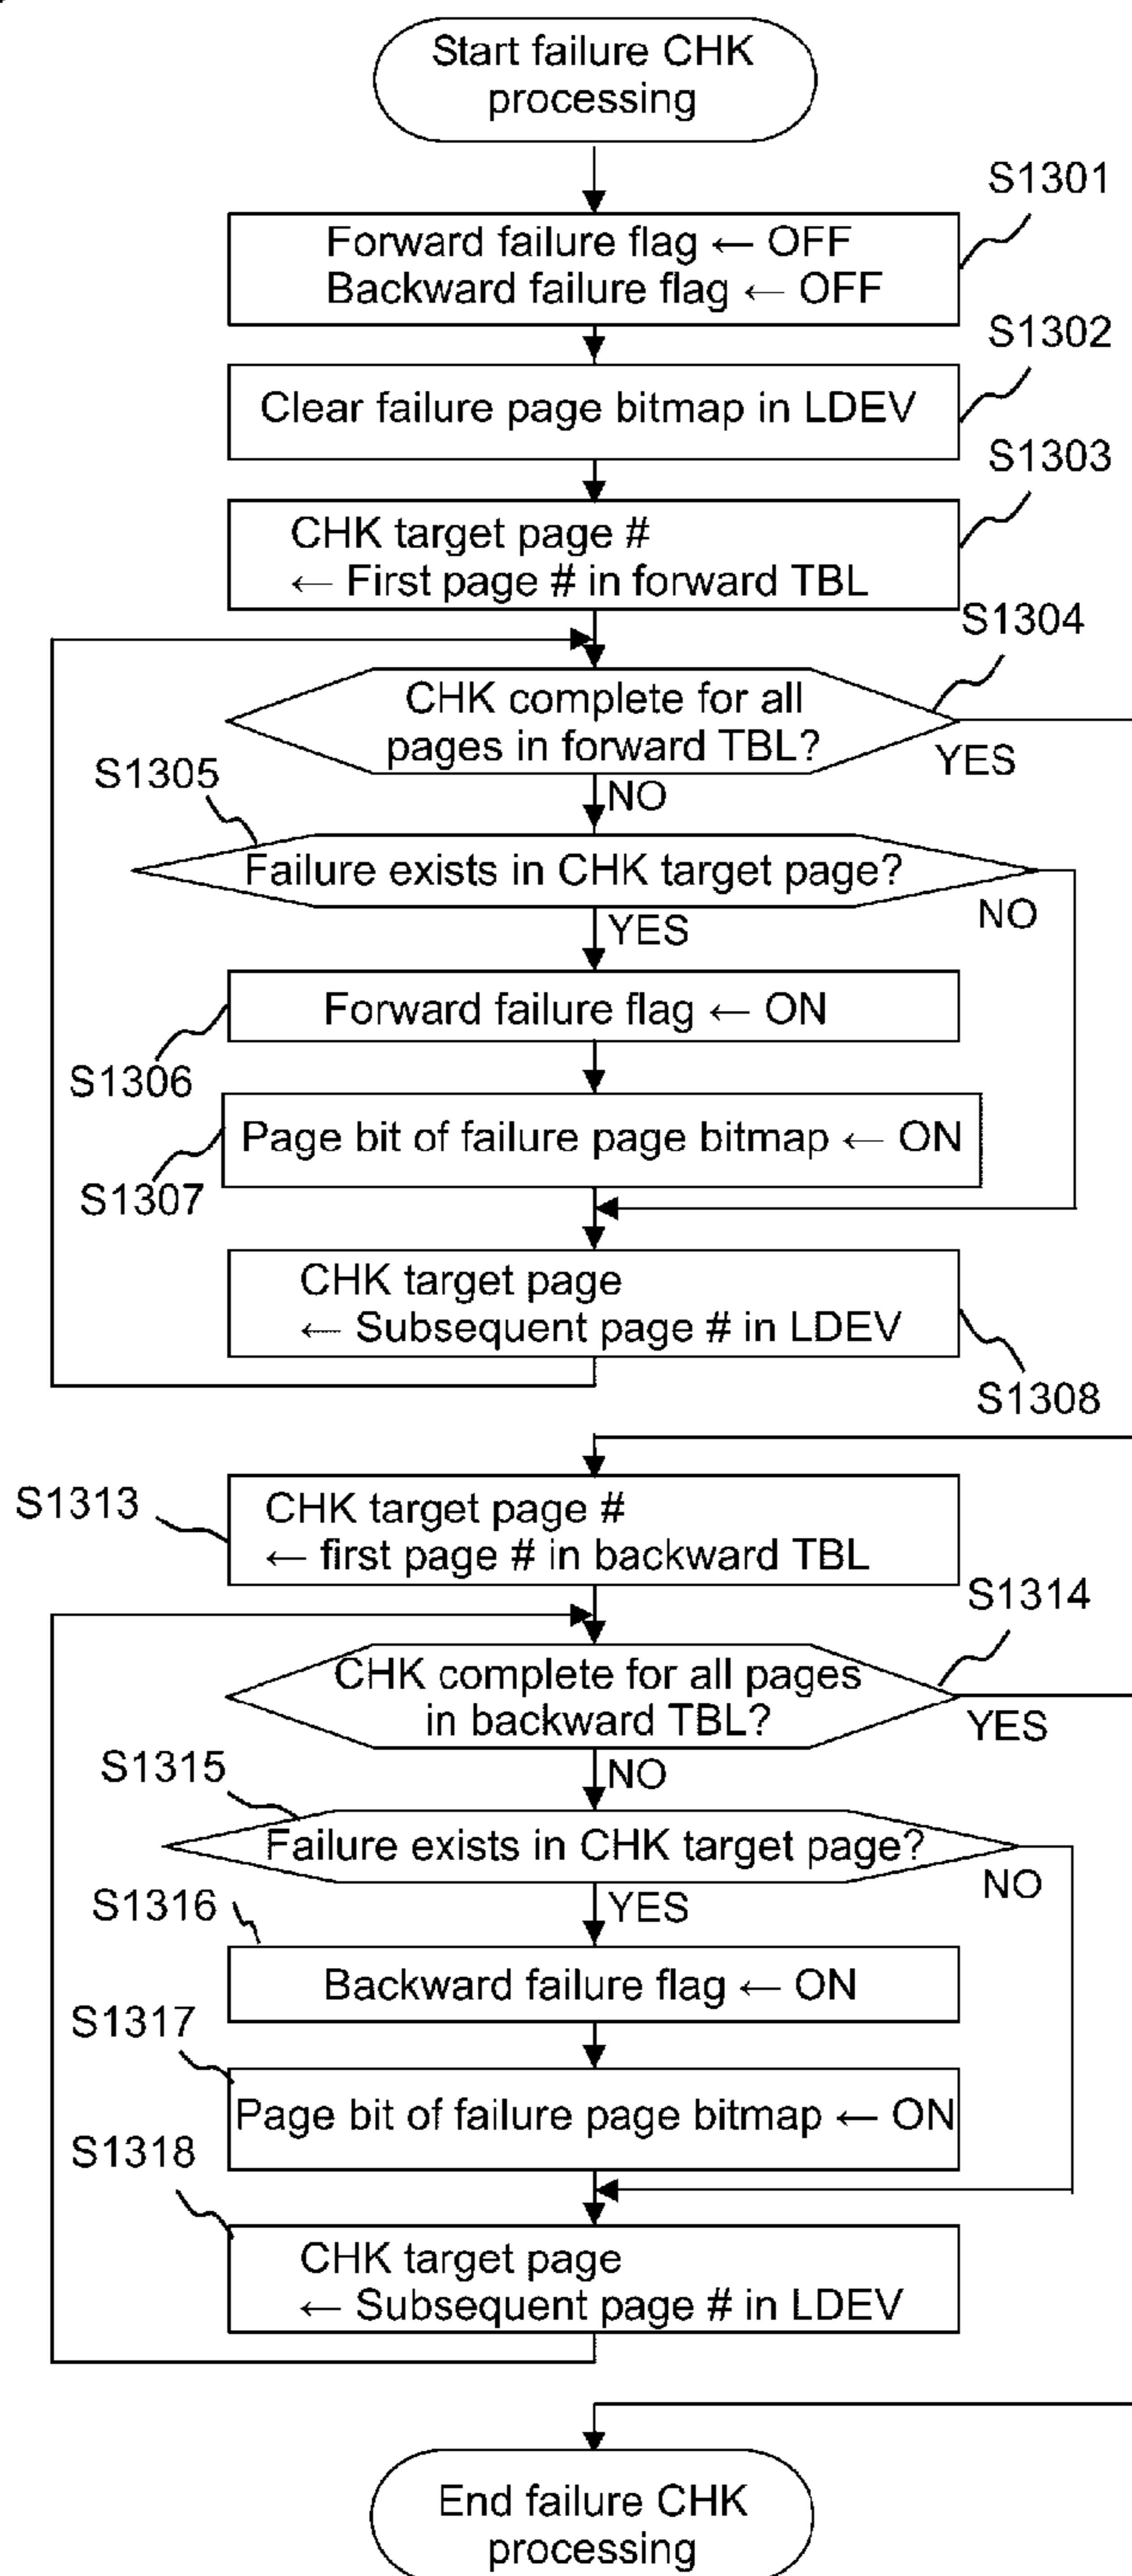 Start failure CHK
processing
S1301
Forward failure flag ← OFF
Backward failure flag ← OFF
S1302
Clear failure page bitmap in LDEV
S1303
CHK target page #
← First page # in forward TBL
S1304
CHK complete for all
pages in forward TBL?
YES
S1305
NO
Failure exists in CHK target page?
NO
YES
Forward failure flag ← ON
S1306
Page bit of failure page bitmap ← ON
S1307
CHK target page
← Subsequent page # in LDEV
S1308
S1313
CHK target page #
← first page # in backward TBL
S1314
CHK complete for all pages
in backward TBL?
YES
S1315
NO
Failure exists in CHK target page?
NO
S1316
YES
Backward failure flag ← ON
S1317
Page bit of failure page bitmap ← ON
S1318
CHK target page
← Subsequent page # in LDEV
End failure CHK
processing